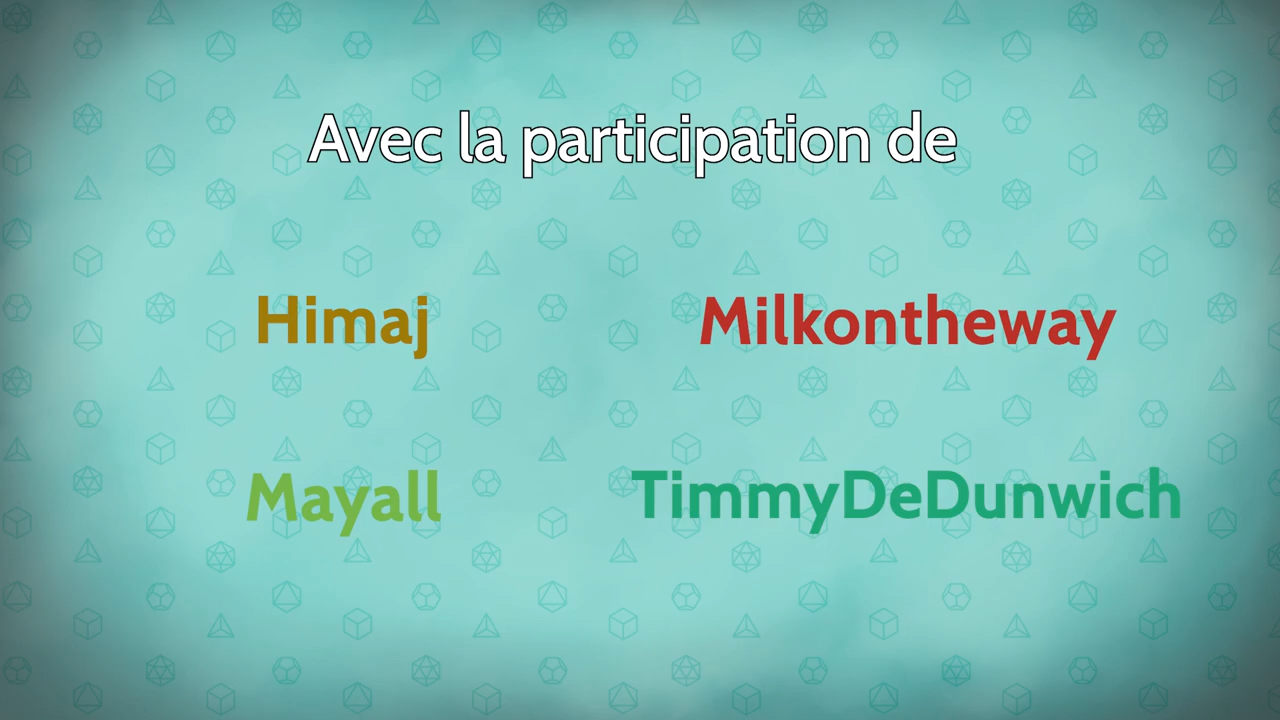 Avec la participation de
Himaj
Milkontheway
Mayall
TimmyDeDunwich